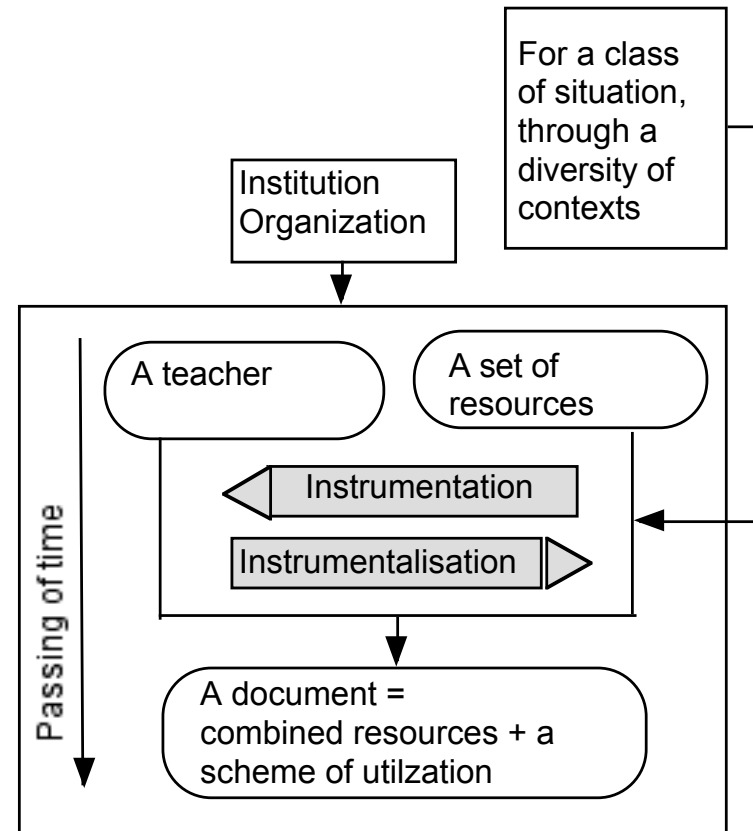 For a class
of situation,
through a
diversity of
contexts
Institution
Organization
A teacher
A set of
resources
Instrumentation
Instrumentalisation
Passing of time
A document =
combined resources + a
scheme of utilzation